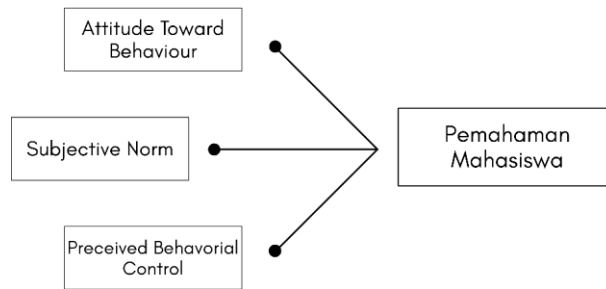 Attitude Toward
Behaviour
Subjective Norm
Pemahaman
Mahasiswa
Preceived Behavorial
Control